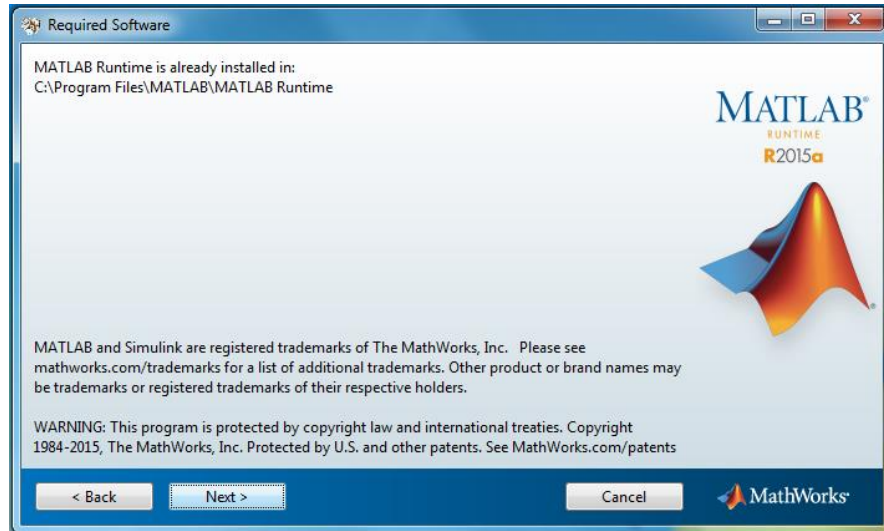 Required Software
MATLAB Runtime is already installed in:
C:\Program Files\MATLAB\MATLAB Runtime
MATLAB®
RUNTIME
R2015a
®
MATLAB and Simulink are registered trademarks of The MathWorks, Inc.   Please see
mathworks.com/trademarks for a list of additional trademarks. Other product or brand names may
be trademarks or registered trademarks of their respective holders.
WARNING: This program is protected by copyright law and international treaties. Copyright
1984-2015, The MathWorks, Inc. Protected by U.S. and other patents. See MathWorks.com/patents
< Back Next > Cancel MathWorks®